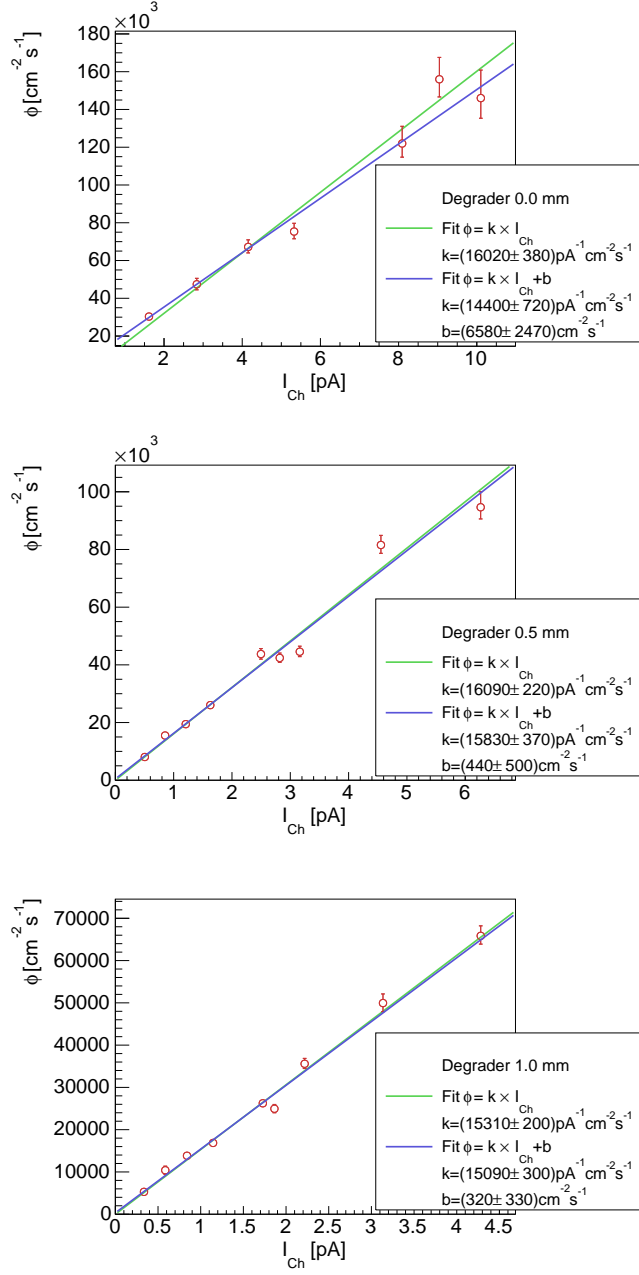 ×10³
180
160
140
120
100
80
60
40
20
ϕ [cm⁻² s⁻¹]
2 4 6 8 10
I_Ch [pA]
Degrader 0.0 mm
Fit ϕ= k × I_Ch
k=(16020± 380)pA⁻¹cm⁻²s⁻¹
Fit ϕ= k × I_Ch+b
k=(14400± 720)pA⁻¹cm⁻²s⁻¹
b=(6580± 2470)cm⁻²s⁻¹
×10³
100
80
60
40
20
0
ϕ [cm⁻² s⁻¹]
0 1 2 3 4 5 6
I_Ch [pA]
Degrader 0.5 mm
Fit ϕ= k × I_Ch
k=(16090± 220)pA⁻¹cm⁻²s⁻¹
Fit ϕ= k × I_Ch+b
k=(15830± 370)pA⁻¹cm⁻²s⁻¹
b=(440± 500)cm⁻²s⁻¹
70000
60000
50000
40000
30000
20000
10000
0
ϕ [cm⁻² s⁻¹]
0 0.5 1 1.5 2 2.5 3 3.5 4 4.5
I_Ch [pA]
Degrader 1.0 mm
Fit ϕ= k × I_Ch
k=(15310± 200)pA⁻¹cm⁻²s⁻¹
Fit ϕ= k × I_Ch+b
k=(15090± 300)pA⁻¹cm⁻²s⁻¹
b=(320± 330)cm⁻²s⁻¹